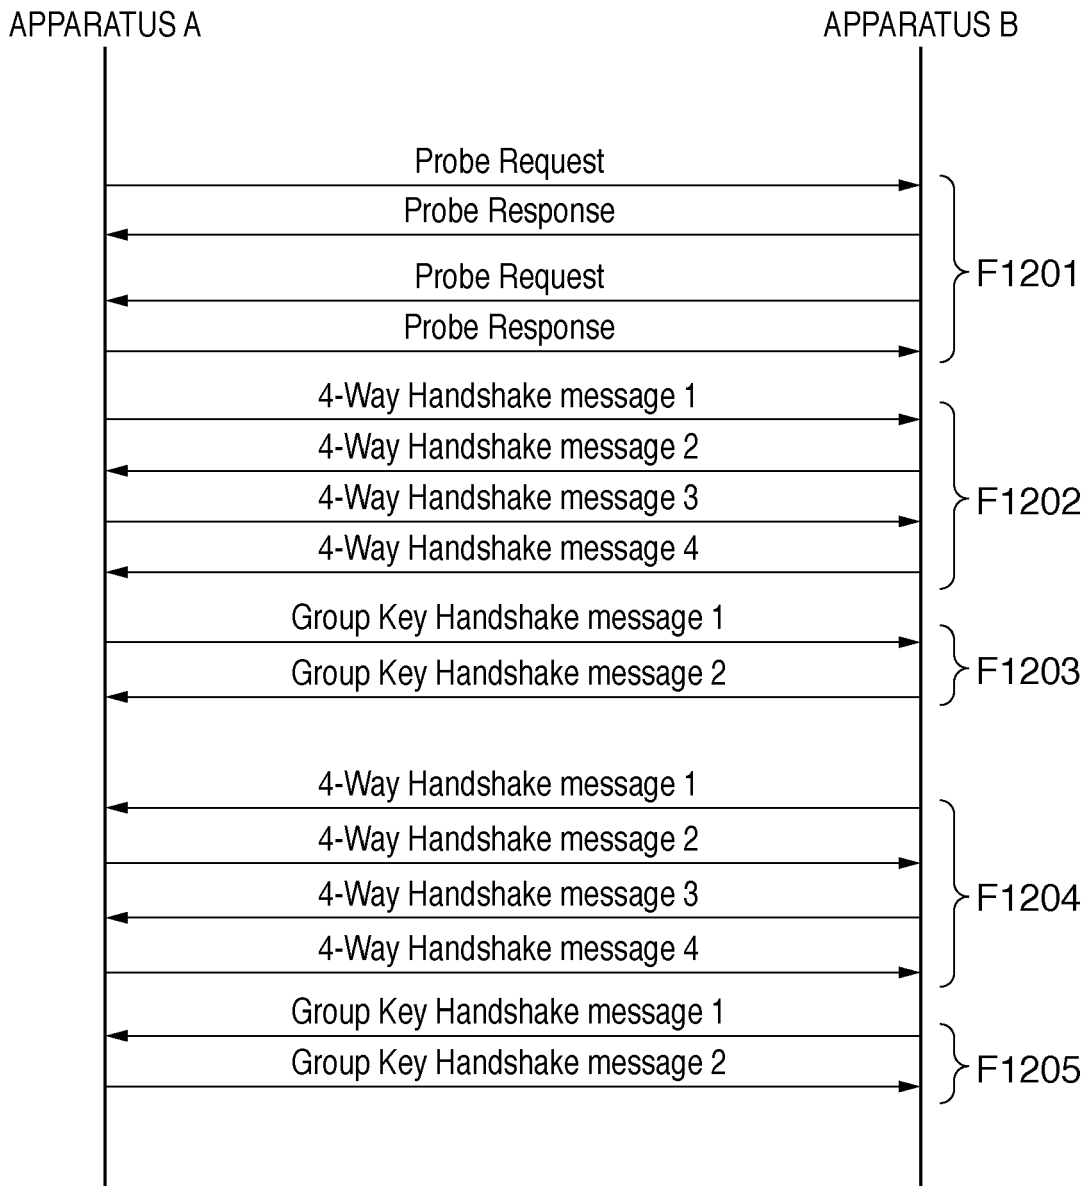 APPARATUS A
APPARATUS B
Probe Request
Probe Response
Probe Request
Probe Response
F1201
4-Way Handshake message 1
4-Way Handshake message 2
4-Way Handshake message 3
4-Way Handshake message 4
F1202
Group Key Handshake message 1
Group Key Handshake message 2
F1203
4-Way Handshake message 1
4-Way Handshake message 2
4-Way Handshake message 3
4-Way Handshake message 4
F1204
Group Key Handshake message 1
Group Key Handshake message 2
F1205